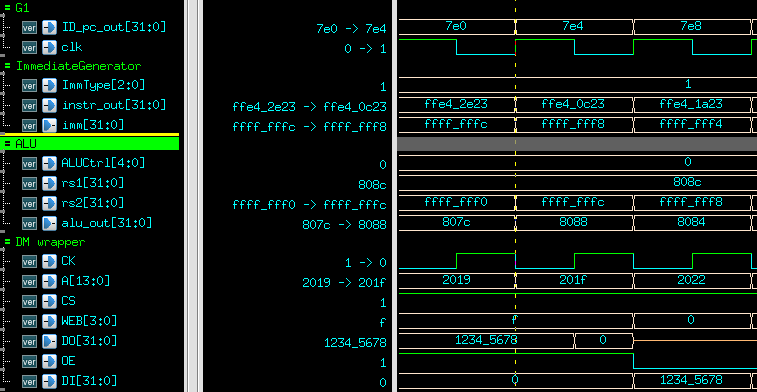 G1
ver ID_pc_out[31:0] 7e0 -> 7e4 7e0 7e4 7e8
ver clk 0 -> 1
ImmediateGenerator
ver ImmType[2:0] 1 1
ver instr_out[31:0] ffe4_2e23 -> ffe4_0c23 ffe4_2e23 ffe4_0c23 ffe4_1a23
ver imm[31:0] ffff_fffc -> ffff_fff8 ffff_fffc ffff_fff8 ffff_fff4
ALU
ver ALUCtrl[4:0] 0 0
ver rs1[31:0] 808c 808c
ver rs2[31:0] ffff_fff0 -> ffff_fffc ffff_fff0 ffff_fffc ffff_fff8
ver alu_out[31:0] 807c -> 8088 807c 8088 8084
DM wrapper
ver CK 1 -> 0
ver A[13:0] 2019 -> 201f 2019 201f 2022
ver CS 1
ver WEB[3:0] f f 0
ver DO[31:0] 1234_5678 1234_5678 0
ver OE 1
ver DI[31:0] 0 0 1234_5678